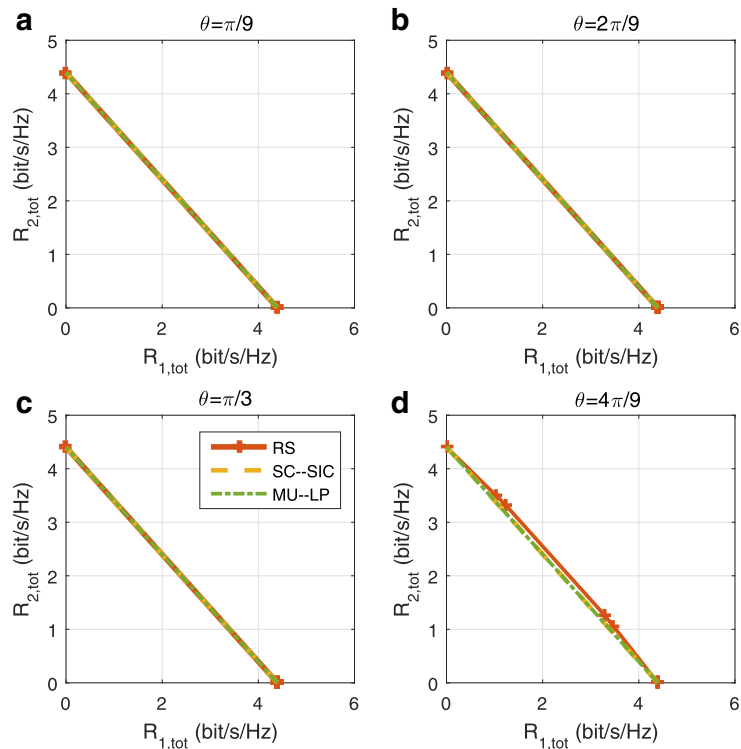 a
θ=π/9
5
4
3
2
1
0
R2,tot (bit/s/Hz)
0 2 4 6
R1,tot (bit/s/Hz)
b
θ=2π/9
5
4
3
2
1
0
R2,tot (bit/s/Hz)
0 2 4 6
R1,tot (bit/s/Hz)
c
θ=π/3
5
4
3
2
1
0
R2,tot (bit/s/Hz)
RS
SC--SIC
MU--LP
0 2 4 6
R1,tot (bit/s/Hz)
d
θ=4π/9
5
4
3
2
1
0
R2,tot (bit/s/Hz)
0 2 4 6
R1,tot (bit/s/Hz)